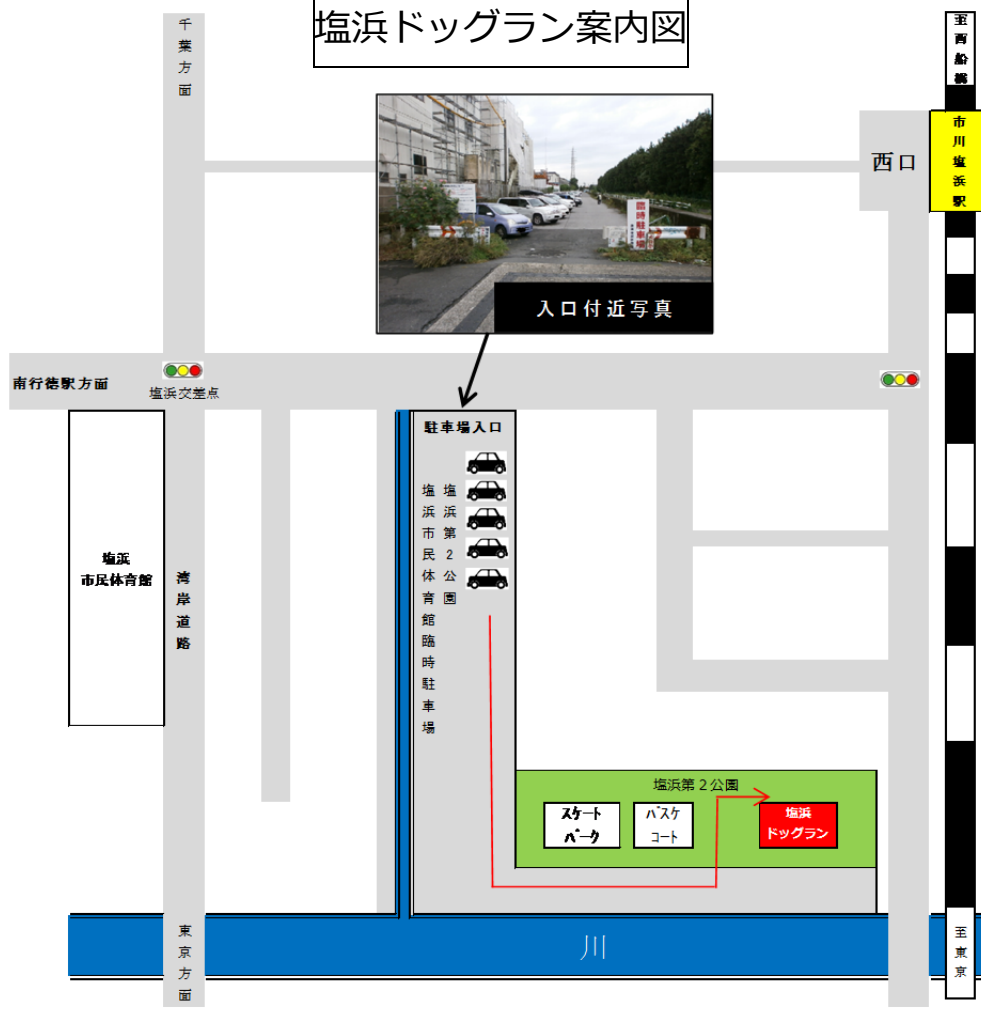 塩浜ドッグラン案内図
千葉方面
至西船橋
市川塩浜駅
西口
臨時駐車場
入口付近写真
南行徳駅方面
塩浜交差点
駐車場入口
塩浜第2公園
塩浜市民体育館臨時駐車場
塩浜
市民体育館
湾岸道路
塩浜第2公園
スケート
パーク
バスケ
コート
塩浜
ドッグラン
川
東京方面
至東京